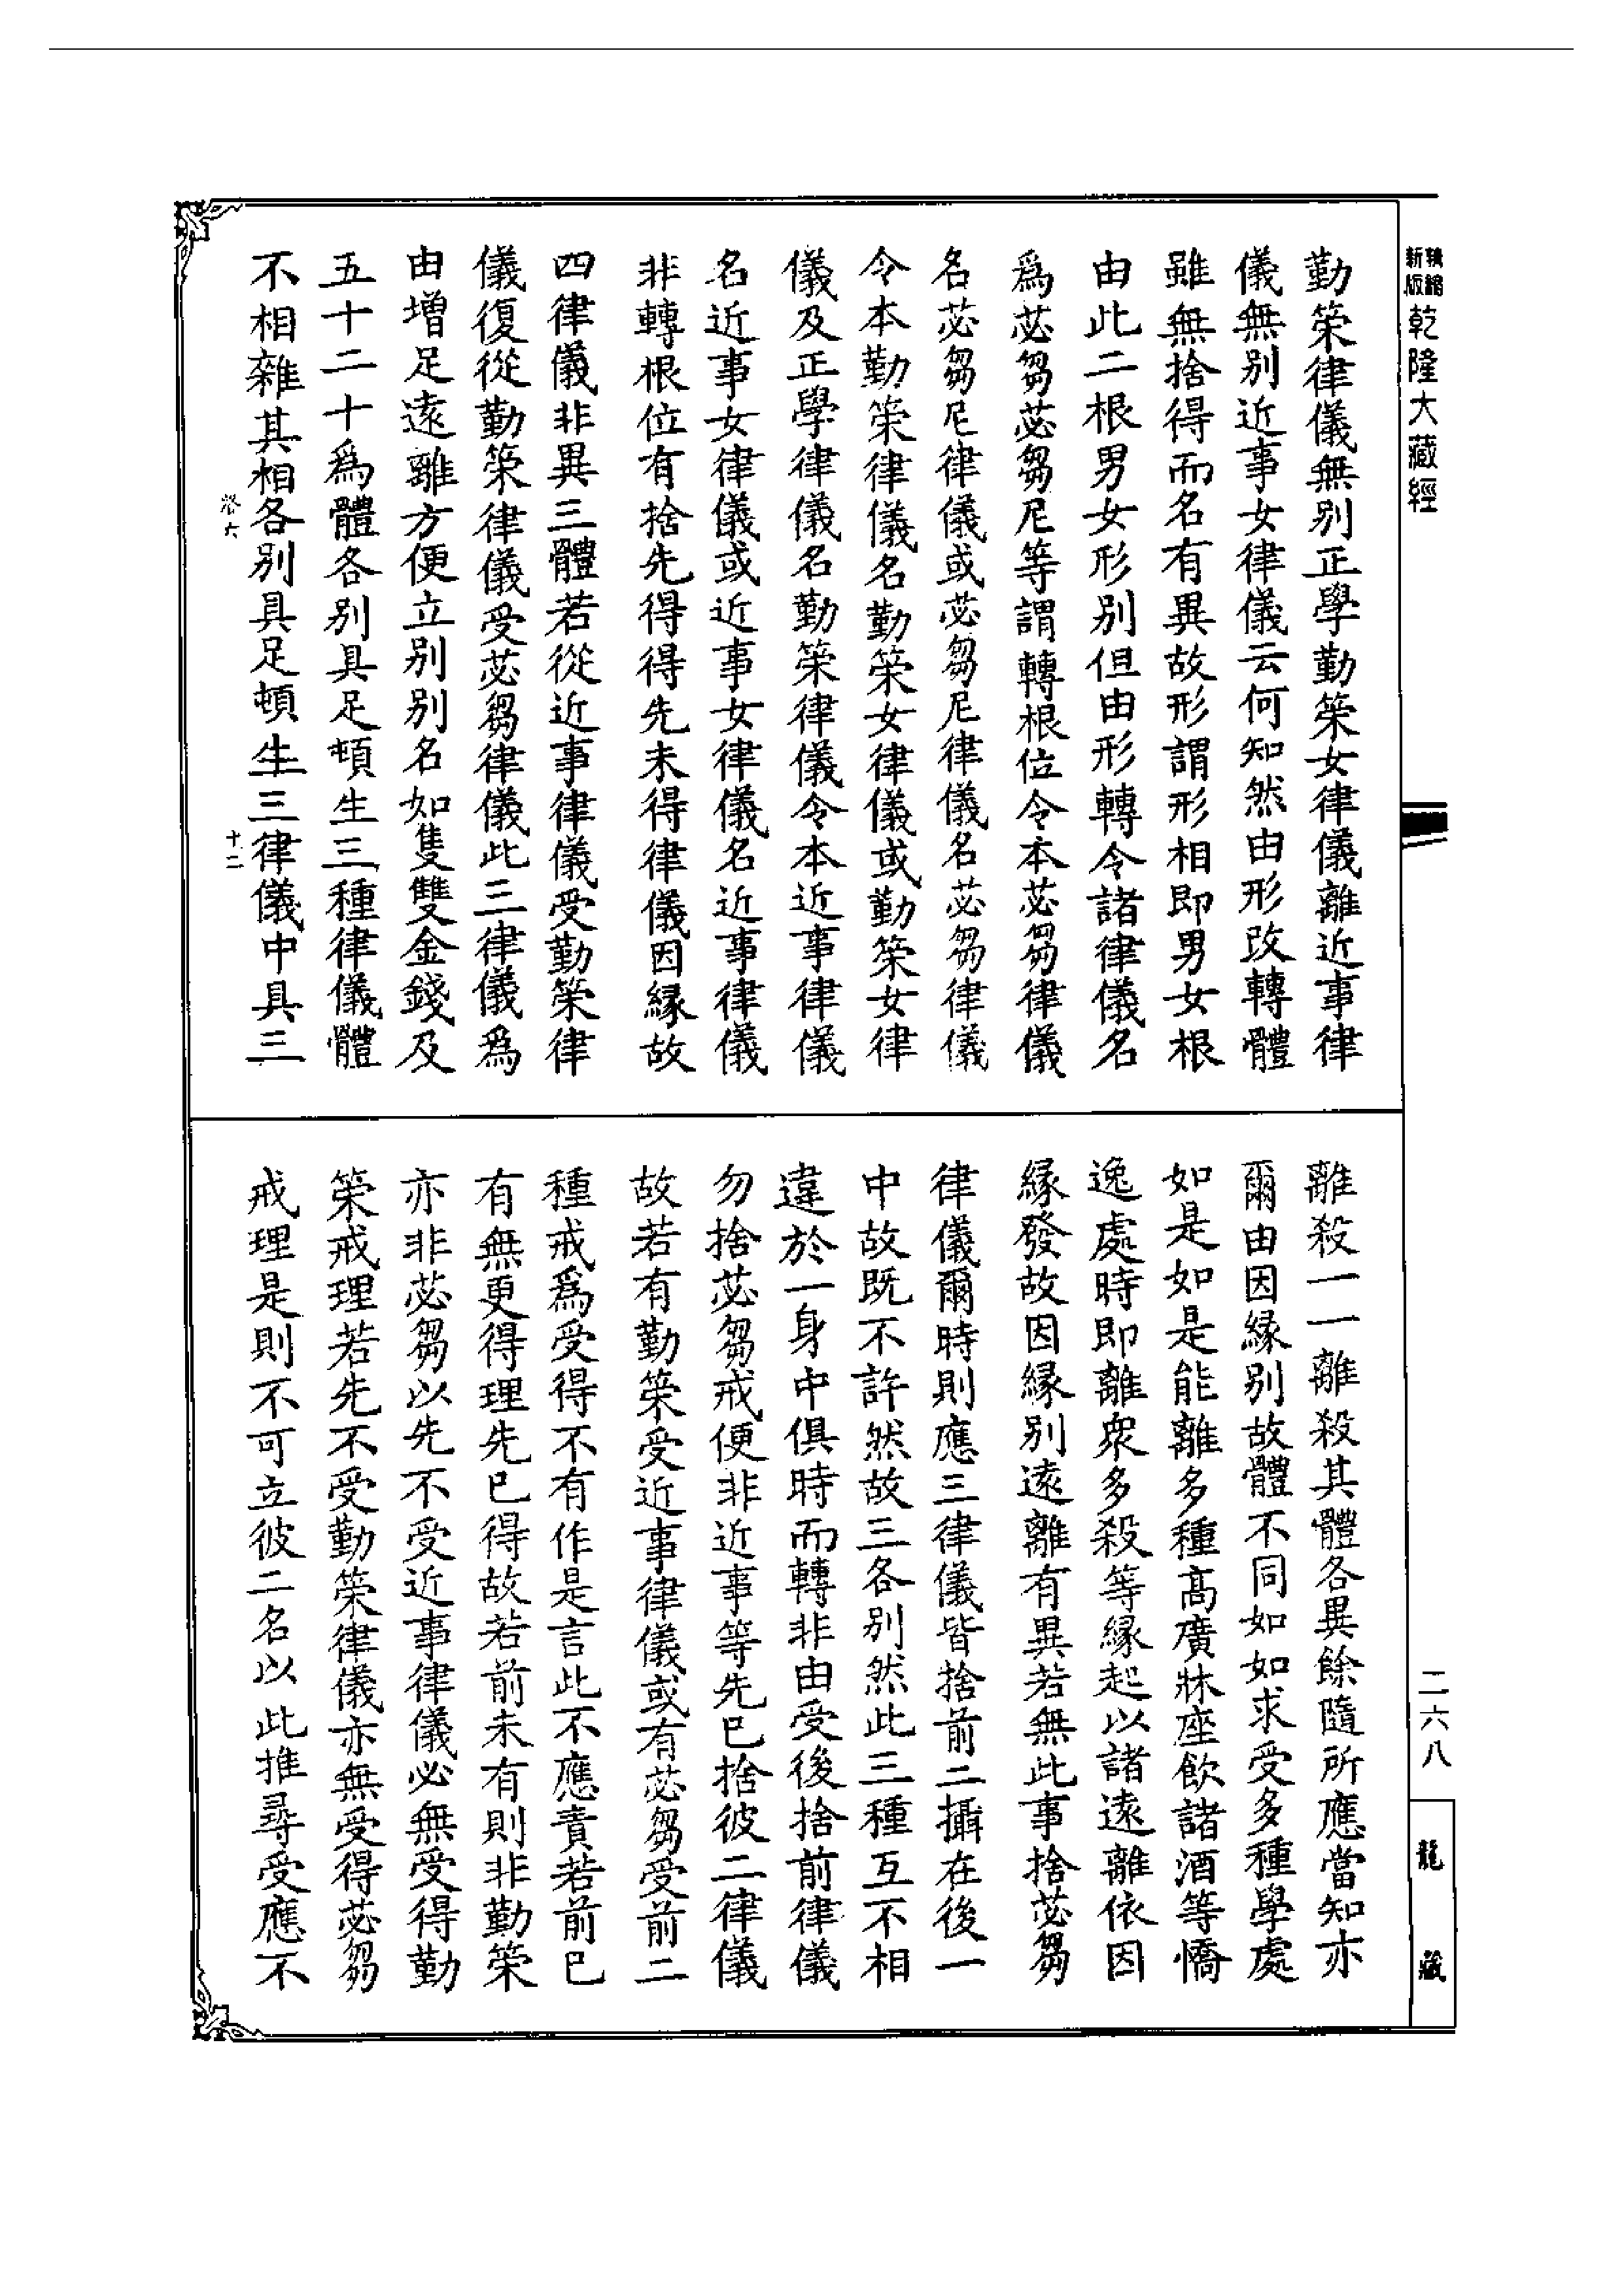 新版
乾隆大藏經
勤策律儀無別正學勤策女律儀離近事律
儀無別近事女律儀云何知然由形改轉體
雖無捨得而名有異故形謂形相即男女根
由此二根男女形別但由形轉令諸律儀名
爲苾芻苾芻尼等謂轉根位令本苾芻律儀
名苾芻尼律儀或苾芻尼律儀名苾芻律儀
令本勤策律儀名勤策女律儀或勤策女律
儀及正學律儀名勤策律儀令本近事律儀
名近事女律儀或近事女律儀名近事律儀
非轉根位有捨先得得先未得律儀因縁故
四律儀非異三體若從近事律儀受勤策律
儀復從勤策律儀受苾芻律儀此三律儀爲
由增足遠離方便立別別名如隻雙金錢及
五十二十爲體各別具足頓生三種律儀體
不相雜其相各別具足頓生三律儀中具三
卷六
十二
離殺一一離殺其體各異餘隨所應當知亦
爾由因縁別故體不同如如求受多種學處
如是如是能離多種高廣牀座飲諸酒等憍
逸處時即離衆多殺等縁起以諸遠離依因
縁發故因縁別遠離有異若無此事捨苾芻
律儀爾時則應三律儀皆捨前二攝在後一
中故既不許然故三各別然此三種互不相
違於一身中俱時而轉非由受後捨前律儀
勿捨苾芻戒便非近事等先已捨彼二律儀
故若有勤策受近事律儀或有苾芻受前二
種戒爲受得不有作是言此不應責若前已
有無更得理先已得故若前未有則非勤策
亦非苾芻以先不受近事律儀必無受得勤
策戒理若先不受勤策律儀亦無受得苾芻
戒理是則不可立彼二名以此推尋受應不
二六八
龍藏